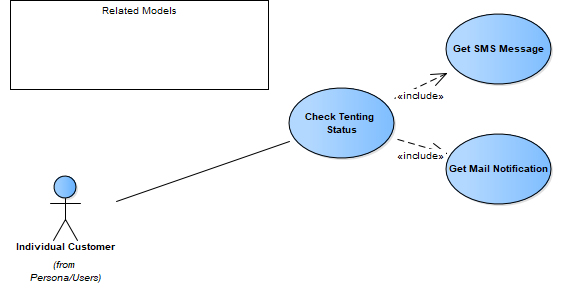 Related Models
Get SMS Message
«include»
Check Tenting
Status
«include»
Get Mail Notification
Individual Customer
(from
Persona/Users)